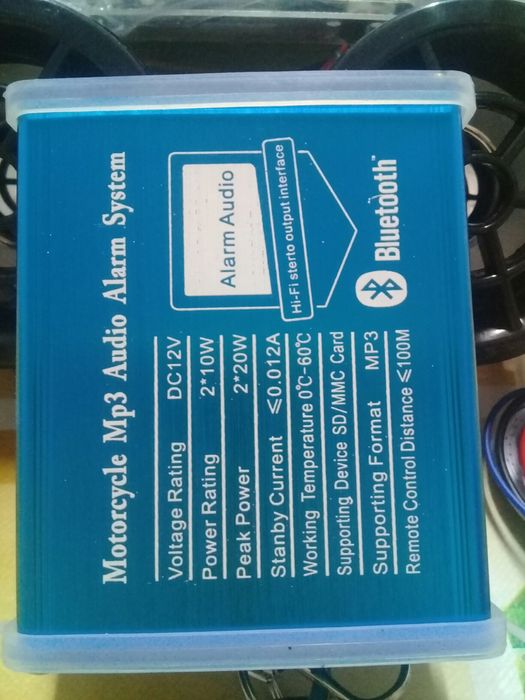 Motorcycle Mp3 Audio Alarm System
Voltage Rating DC12V
Power Rating 2*10W
Peak Power 2*20W
Stanby Current ≤0.012A
Working Temperature 0℃-60℃
Supporting Device SD/MMC Card
Supporting Format MP3
Remote Control Distance ≤100M
Alarm Audio
Hi-Fi sterto output interface
Bluetooth™